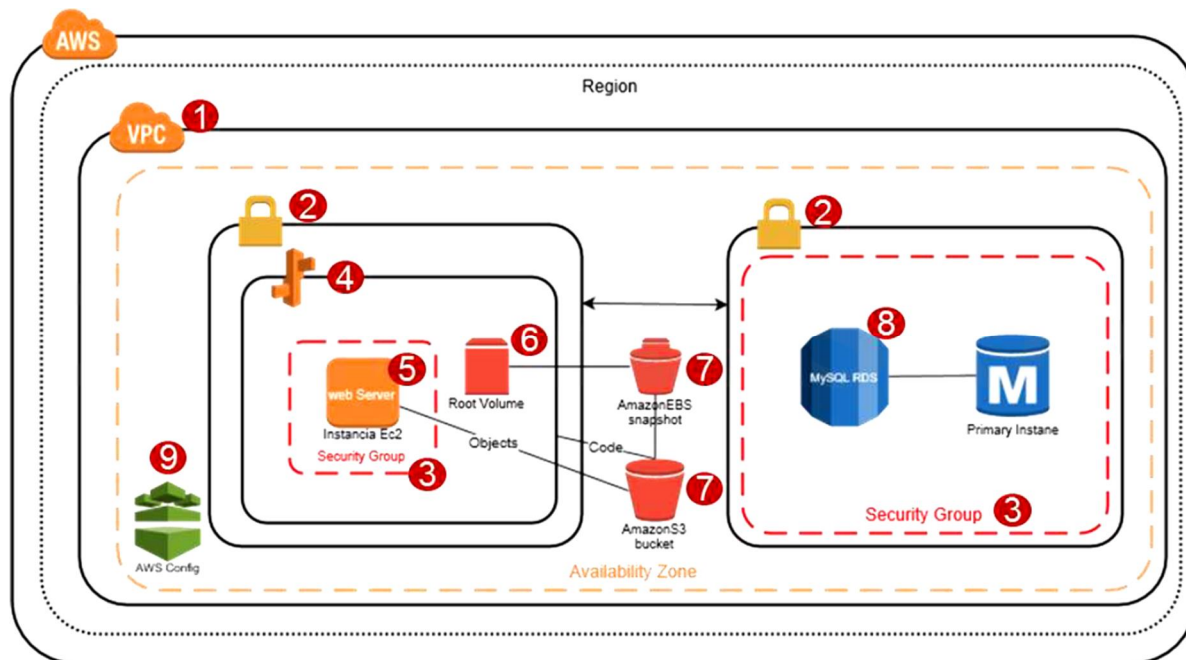 AWS
Region
VPC
1
2
2
4
6
8
5
7
web Server
MySQL RDS
Root Volume
AmazonEBS
snapshot
M
Primary Instane
Instancia Ec2
Objects
Code
Security Group
3
9
7
Security Group
3
AmazonS3
bucket
AWS Config
Availability Zone